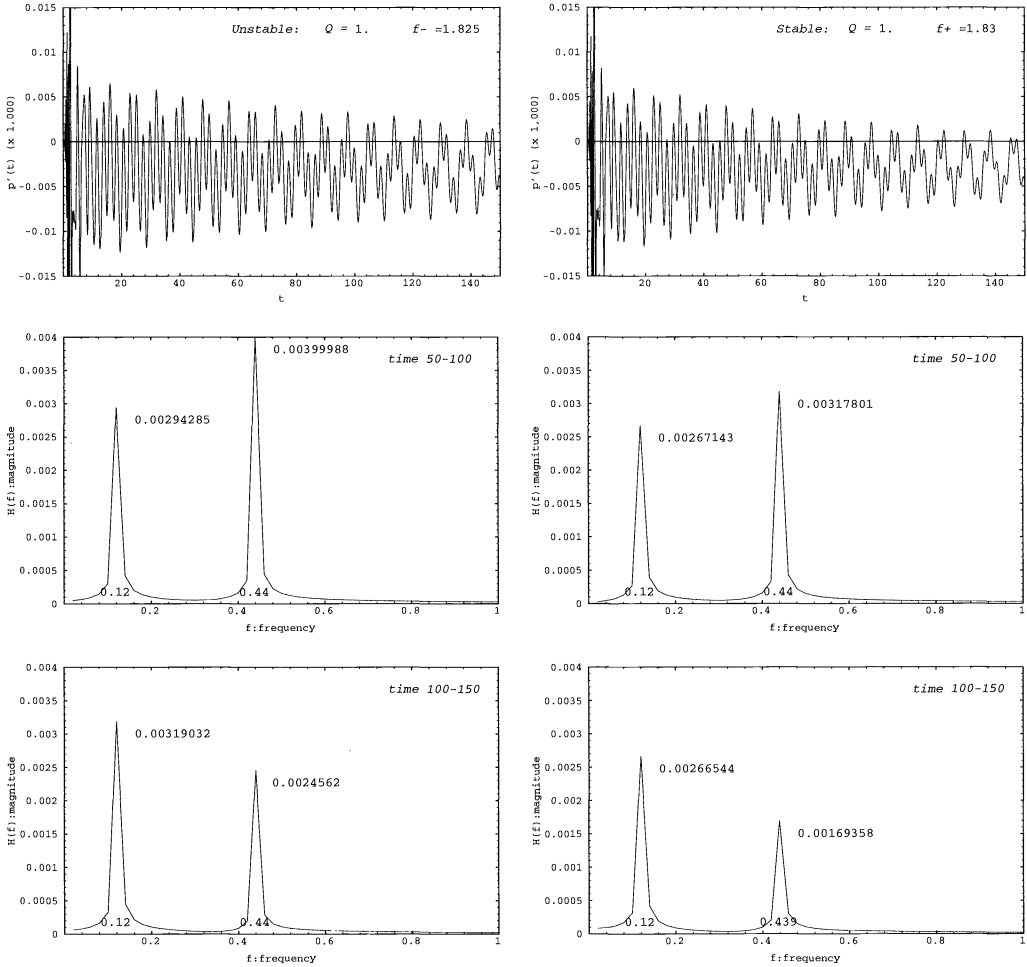 Unstable: Q = 1. f- =1.825
0.015
0.01
0.005
0
-0.005
-0.01
-0.015
p'(t) (x 1,000)
20 40 60 80 100 120 140
t
Stable: Q = 1. f+ =1.83
0.015
0.01
0.005
0
-0.005
-0.01
-0.015
p'(t) (x 1,000)
20 40 60 80 100 120 140
t
time 50-100
0.004
0.0035
0.003
0.0025
0.002
0.0015
0.001
0.0005
0
H(f):magnitude
0.00294285
0.00399988
0.12
0.44
0.2 0.4 0.6 0.8 1
f:frequency
time 50-100
0.004
0.0035
0.003
0.0025
0.002
0.0015
0.001
0.0005
0
H(f):magnitude
0.00267143
0.00317801
0.12
0.44
0.2 0.4 0.6 0.8 1
f:frequency
time 100-150
0.004
0.0035
0.003
0.0025
0.002
0.0015
0.001
0.0005
0
H(f):magnitude
0.00319032
0.0024562
0.12
0.44
0.2 0.4 0.6 0.8 1
f:frequency
time 100-150
0.004
0.0035
0.003
0.0025
0.002
0.0015
0.001
0.0005
0
H(f):magnitude
0.00266544
0.00169358
0.12
0.439
0.2 0.4 0.6 0.8 1
f:frequency